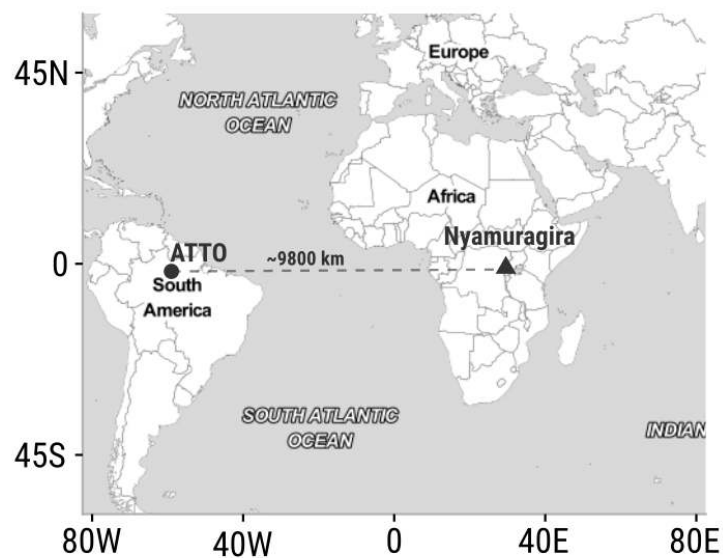 45N
Europe
NORTH ATLANTIC
OCEAN
Africa
ATTO
Nyamuragira
0
~9800 km
South
America
SOUTH ATLANTIC
OCEAN
INDIAN
45S
80W
40W
0
40E
80E